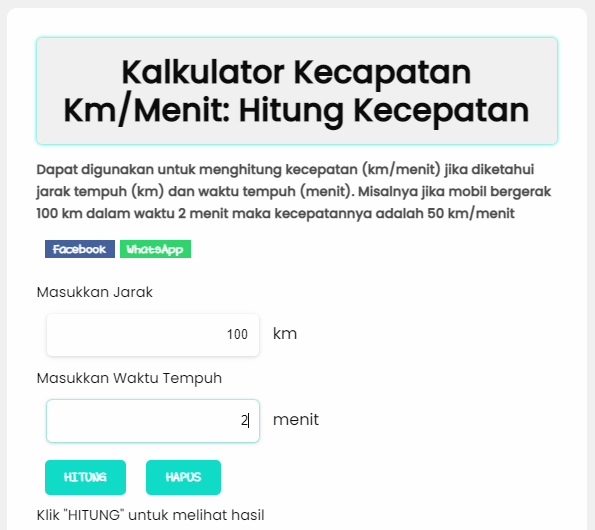 Kalkulator Kecapatan
Km/Menit: Hitung Kecepatan
Dapat digunakan untuk menghitung kecepatan (km/menit) jika diketahui
jarak tempuh (km) dan waktu tempuh (menit). Misalnya jika mobil bergerak
100 km dalam waktu 2 menit maka kecepatannya adalah 50 km/menit
Facebook WhatsApp
Masukkan Jarak
100 km
Masukkan Waktu Tempuh
2 menit
HITUNG HAPUS
Klik "HITUNG" untuk melihat hasil